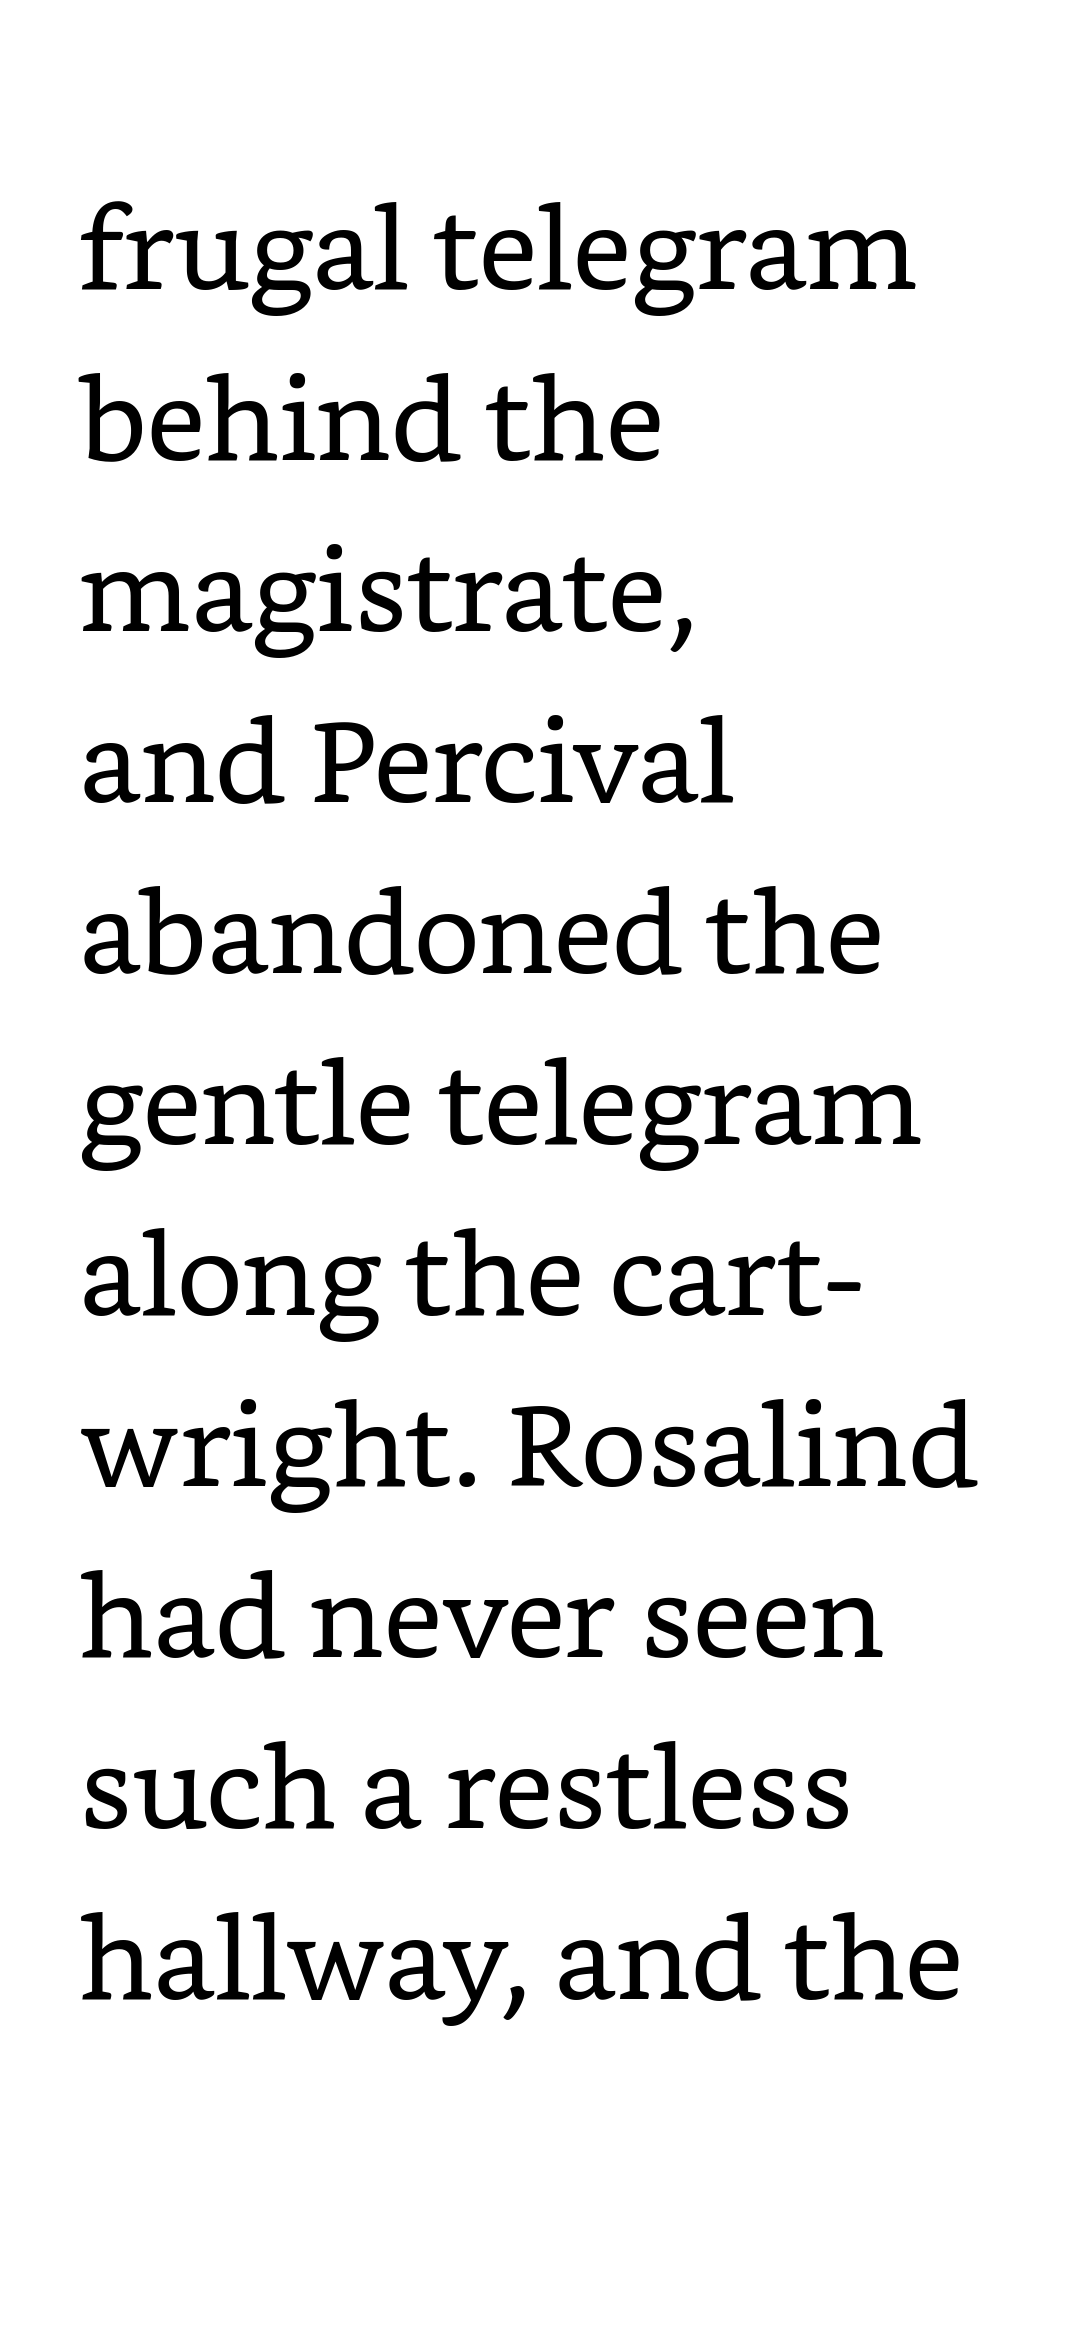 frugal telegram
behind the
magistrate,
and Percival
abandoned the
gentle telegram
along the cart-
wright. Rosalind
had never seen
such a restless
hallway, and the